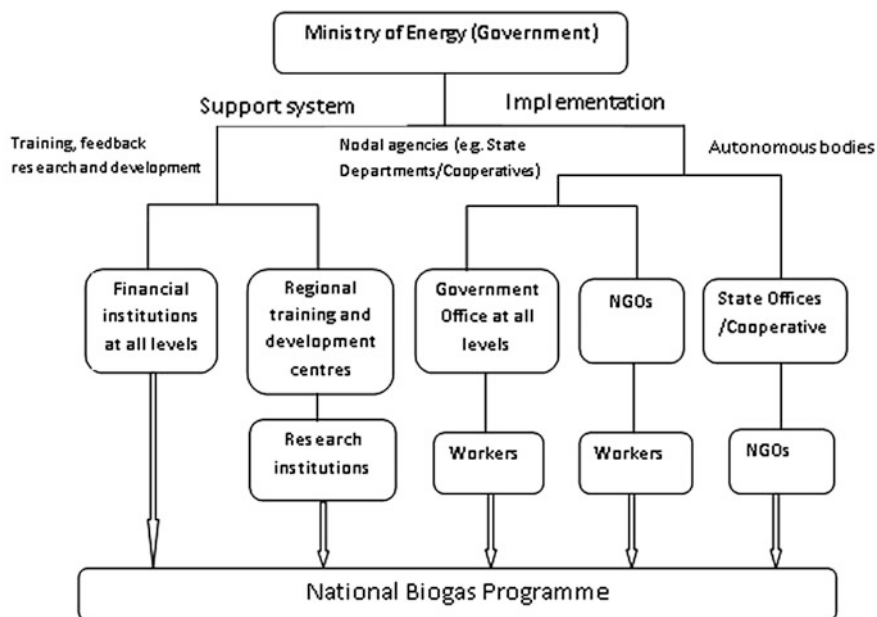 Ministry of Energy (Government)
Support system
Implementation
Training, feedback
research and development
Nodal agencies (e.g. State
Departments/Cooperatives)
Autonomous bodies
Financial
institutions
at all levels
Regional
training and
development
centres
Government
Office at all
levels
NGOs
State Offices
/Cooperative
Research
institutions
Workers
Workers
NGOs
National Biogas Programme